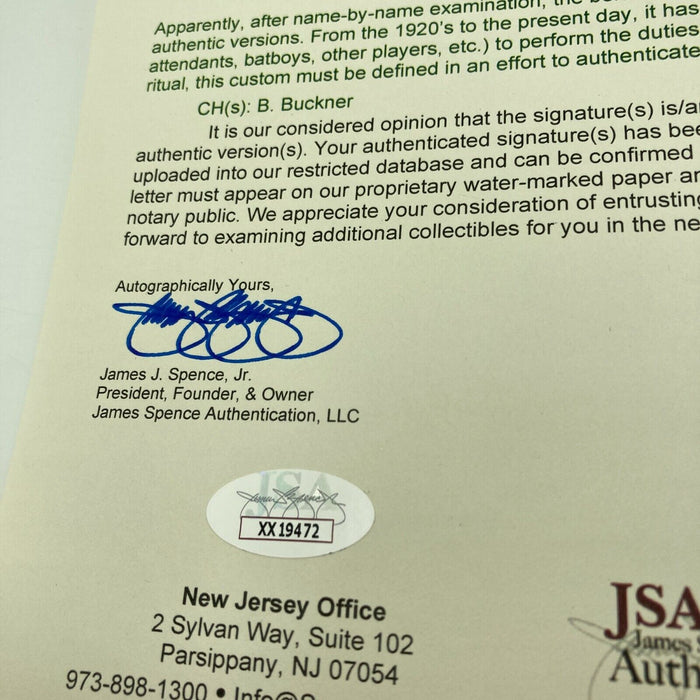 Apparently, after name-by-name examination, the
authentic versions. From the 1920's to the present day, it has
attendants, batboys, other players, etc.) to perform the duties
ritual, this custom must be defined in an effort to authenticate
CH(s): B. Buckner
It is our considered opinion that the signature(s) is/a
authentic version(s). Your authenticated signature(s) has bee
uploaded into our restricted database and can be confirmed
letter must appear on our proprietary water-marked paper an
notary public. We appreciate your consideration of entrusting
forward to examining additional collectibles for you in the ne
Autographically Yours,
James J. Spence, Jr.
President, Founder, & Owner
James Spence Authentication, LLC
JSA
XX19472
New Jersey Office
2 Sylvan Way, Suite 102
Parsippany, NJ 07054
973-898-1300 • Info@S
JSA
James S
Auth